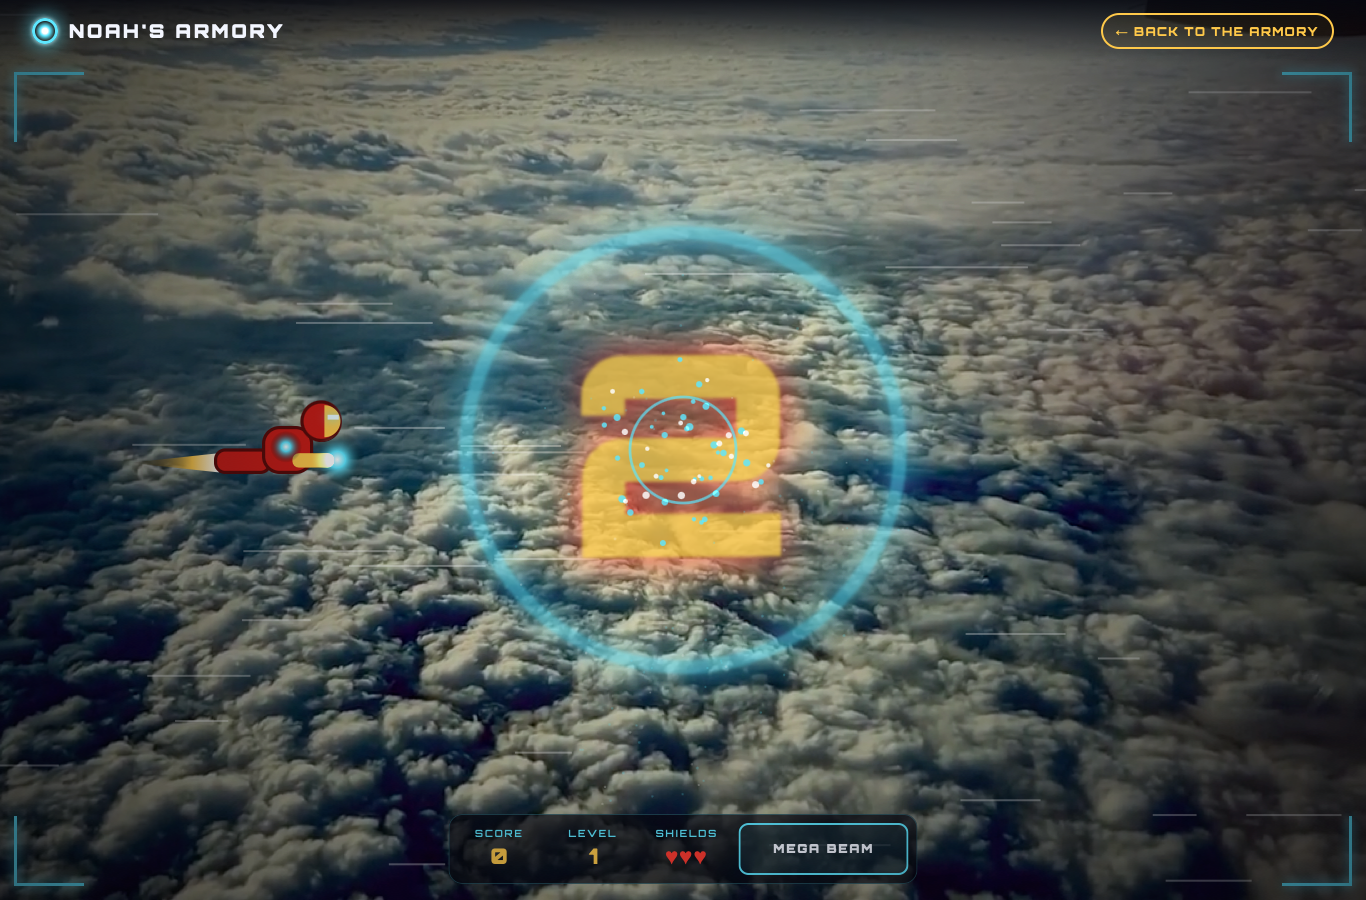 NOAH'S ARMORY
← BACK TO THE ARMORY
2
SCORE LEVEL SHIELDS
0 1 ♥♥♥
MEGA BEAM